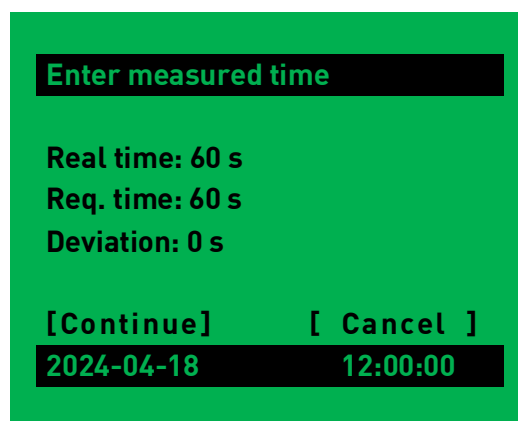 Enter measured time
Real time: 60 s
Req. time: 60 s
Deviation: 0 s
[Continue] [ Cancel ]
2024-04-18 12:00:00